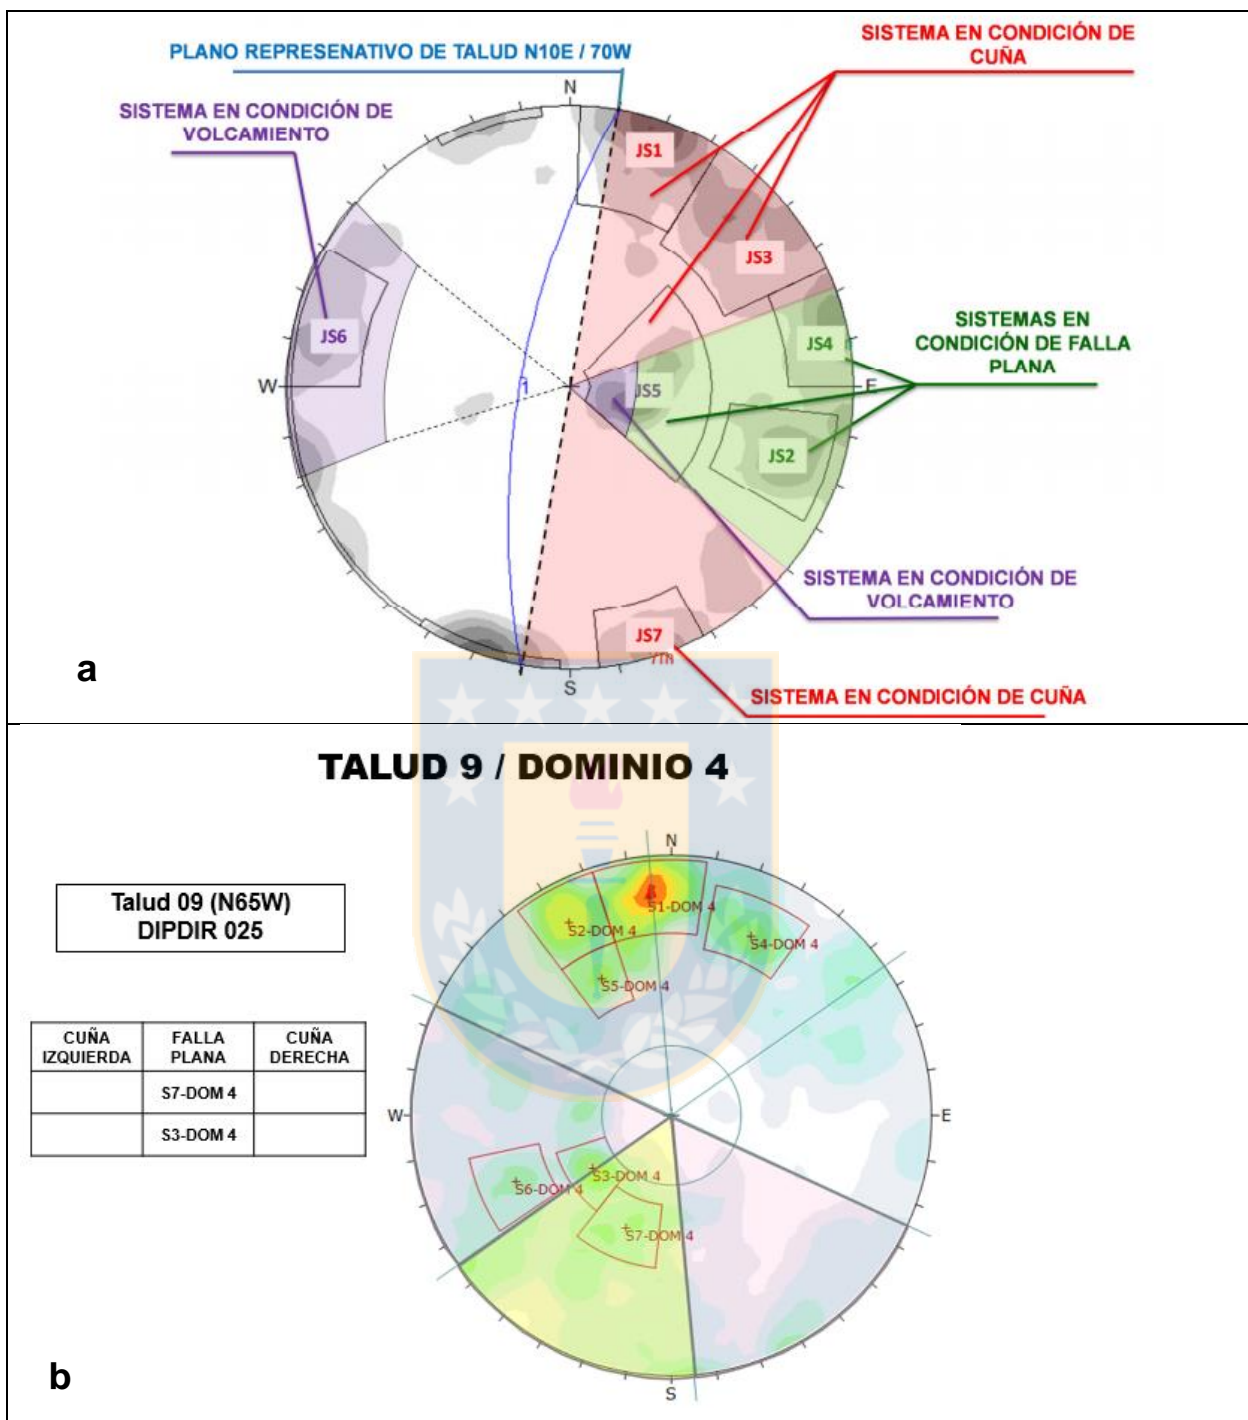 PLANO REPRESENATIVO DE TALUD N10E / 70W
SISTEMA EN CONDICIÓN DE
CUÑA
SISTEMA EN CONDICIÓN DE
VOLCAMIENTO
N
JS1
JS3
SISTEMAS EN
CONDICIÓN DE FALLA
PLANA
JS4
JS6
W
1
JS5
E
JS2
SISTEMA EN CONDICIÓN DE
VOLCAMIENTO
JS7
S
SISTEMA EN CONDICIÓN DE CUÑA
a
TALUD 9 / DOMINIO 4
Talud 09 (N65W)
DIPDIR 025
CUÑA
IZQUIERDA
FALLA
PLANA
CUÑA
DERECHA
S7-DOM 4
S3-DOM 4
N
S1-DOM 4
S2-DOM 4
S4-DOM 4
S5-DOM 4
W
E
S3-DOM 4
S6-DOM 4
S7-DOM 4
S
b